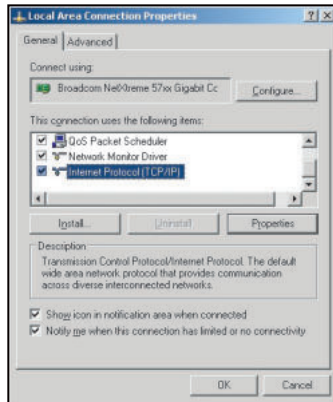 Local Area Connection Properties
General Advanced
Connect using:
Broadcom NetXtreme 57xx Gigabit Cc Configure...
This connection uses the following items:
QoS Packet Scheduler
Network Monitor Driver
Internet Protocol (TCP/IP)
Install... Uninstall Properties
Description
Transmission Control Protocol/Internet Protocol. The default
wide area network protocol that provides communication
across diverse interconnected networks.
Show icon in notification area when connected
Notify me when this connection has limited or no connectivity
OK Cancel